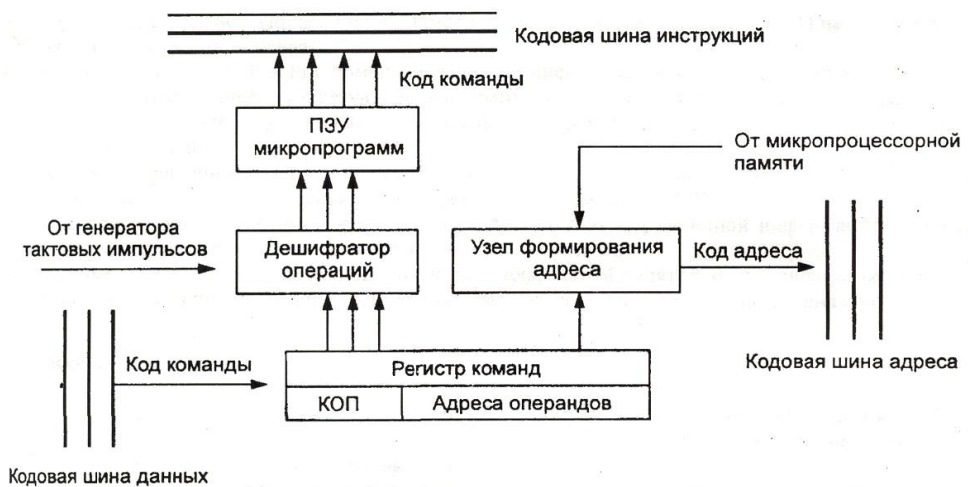 Кодовая шина инструкций
Код команды
ПЗУ
микропрограмм
От микропроцессорной
памяти
От генератора
тактовых импульсов
Дешифратор
операций
Узел формирования
адреса
Код адреса
Код команды
Регистр команд
КОП
Адреса операндов
Кодовая шина адреса
Кодовая шина данных